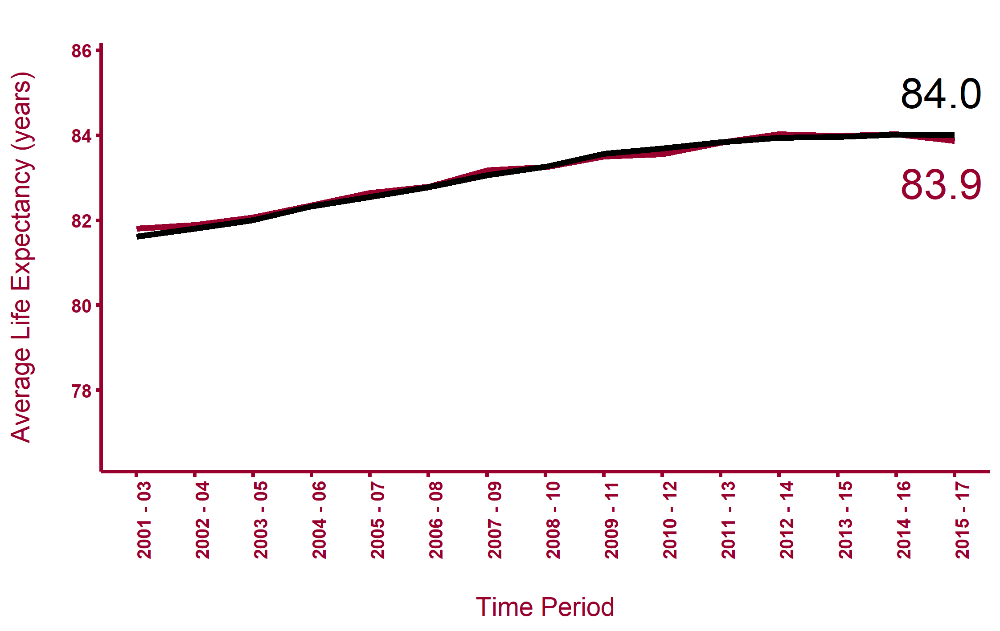 Average Life Expectancy (years)
86
84
82
80
78
84.0
83.9
2001 - 03
2002 - 04
2003 - 05
2004 - 06
2005 - 07
2006 - 08
2007 - 09
2008 - 10
2009 - 11
2010 - 12
2011 - 13
2012 - 14
2013 - 15
2014 - 16
2015 - 17
Time Period